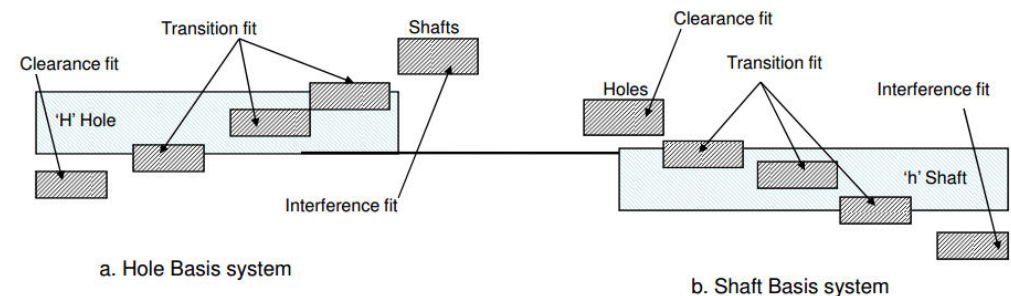 Transition fit
Shafts
Clearance fit
'H' Hole
Interference fit
a. Hole Basis system
Clearance fit
Transition fit
Holes
Interference fit
'h' Shaft
b. Shaft Basis system